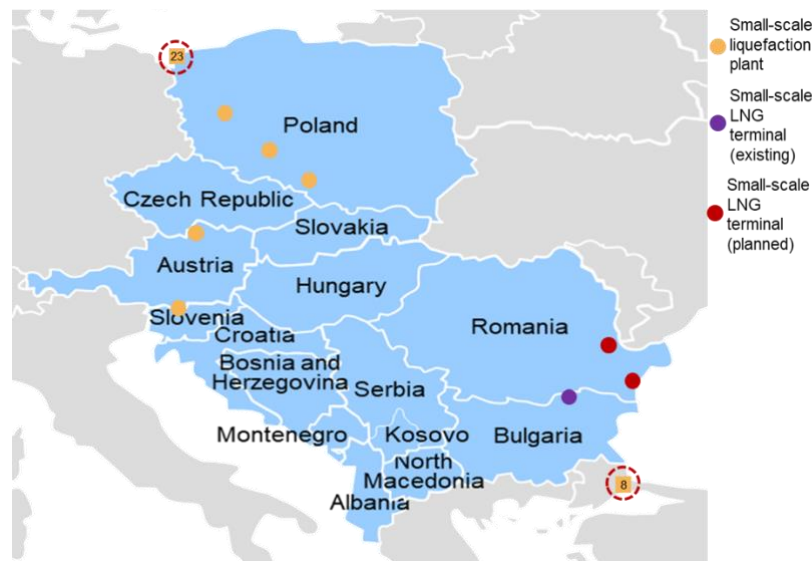 Small-scale
liquefaction
plant
Small-scale
LNG
terminal
(existing)
Small-scale
LNG
terminal
(planned)
23
Poland
Czech Republic
Slovakia
Austria
Hungary
Slovenia
Croatia
Romania
Bosnia and
Herzegovina
Serbia
Montenegro
Kosovo
Bulgaria
North
Macedonia
Albania
8